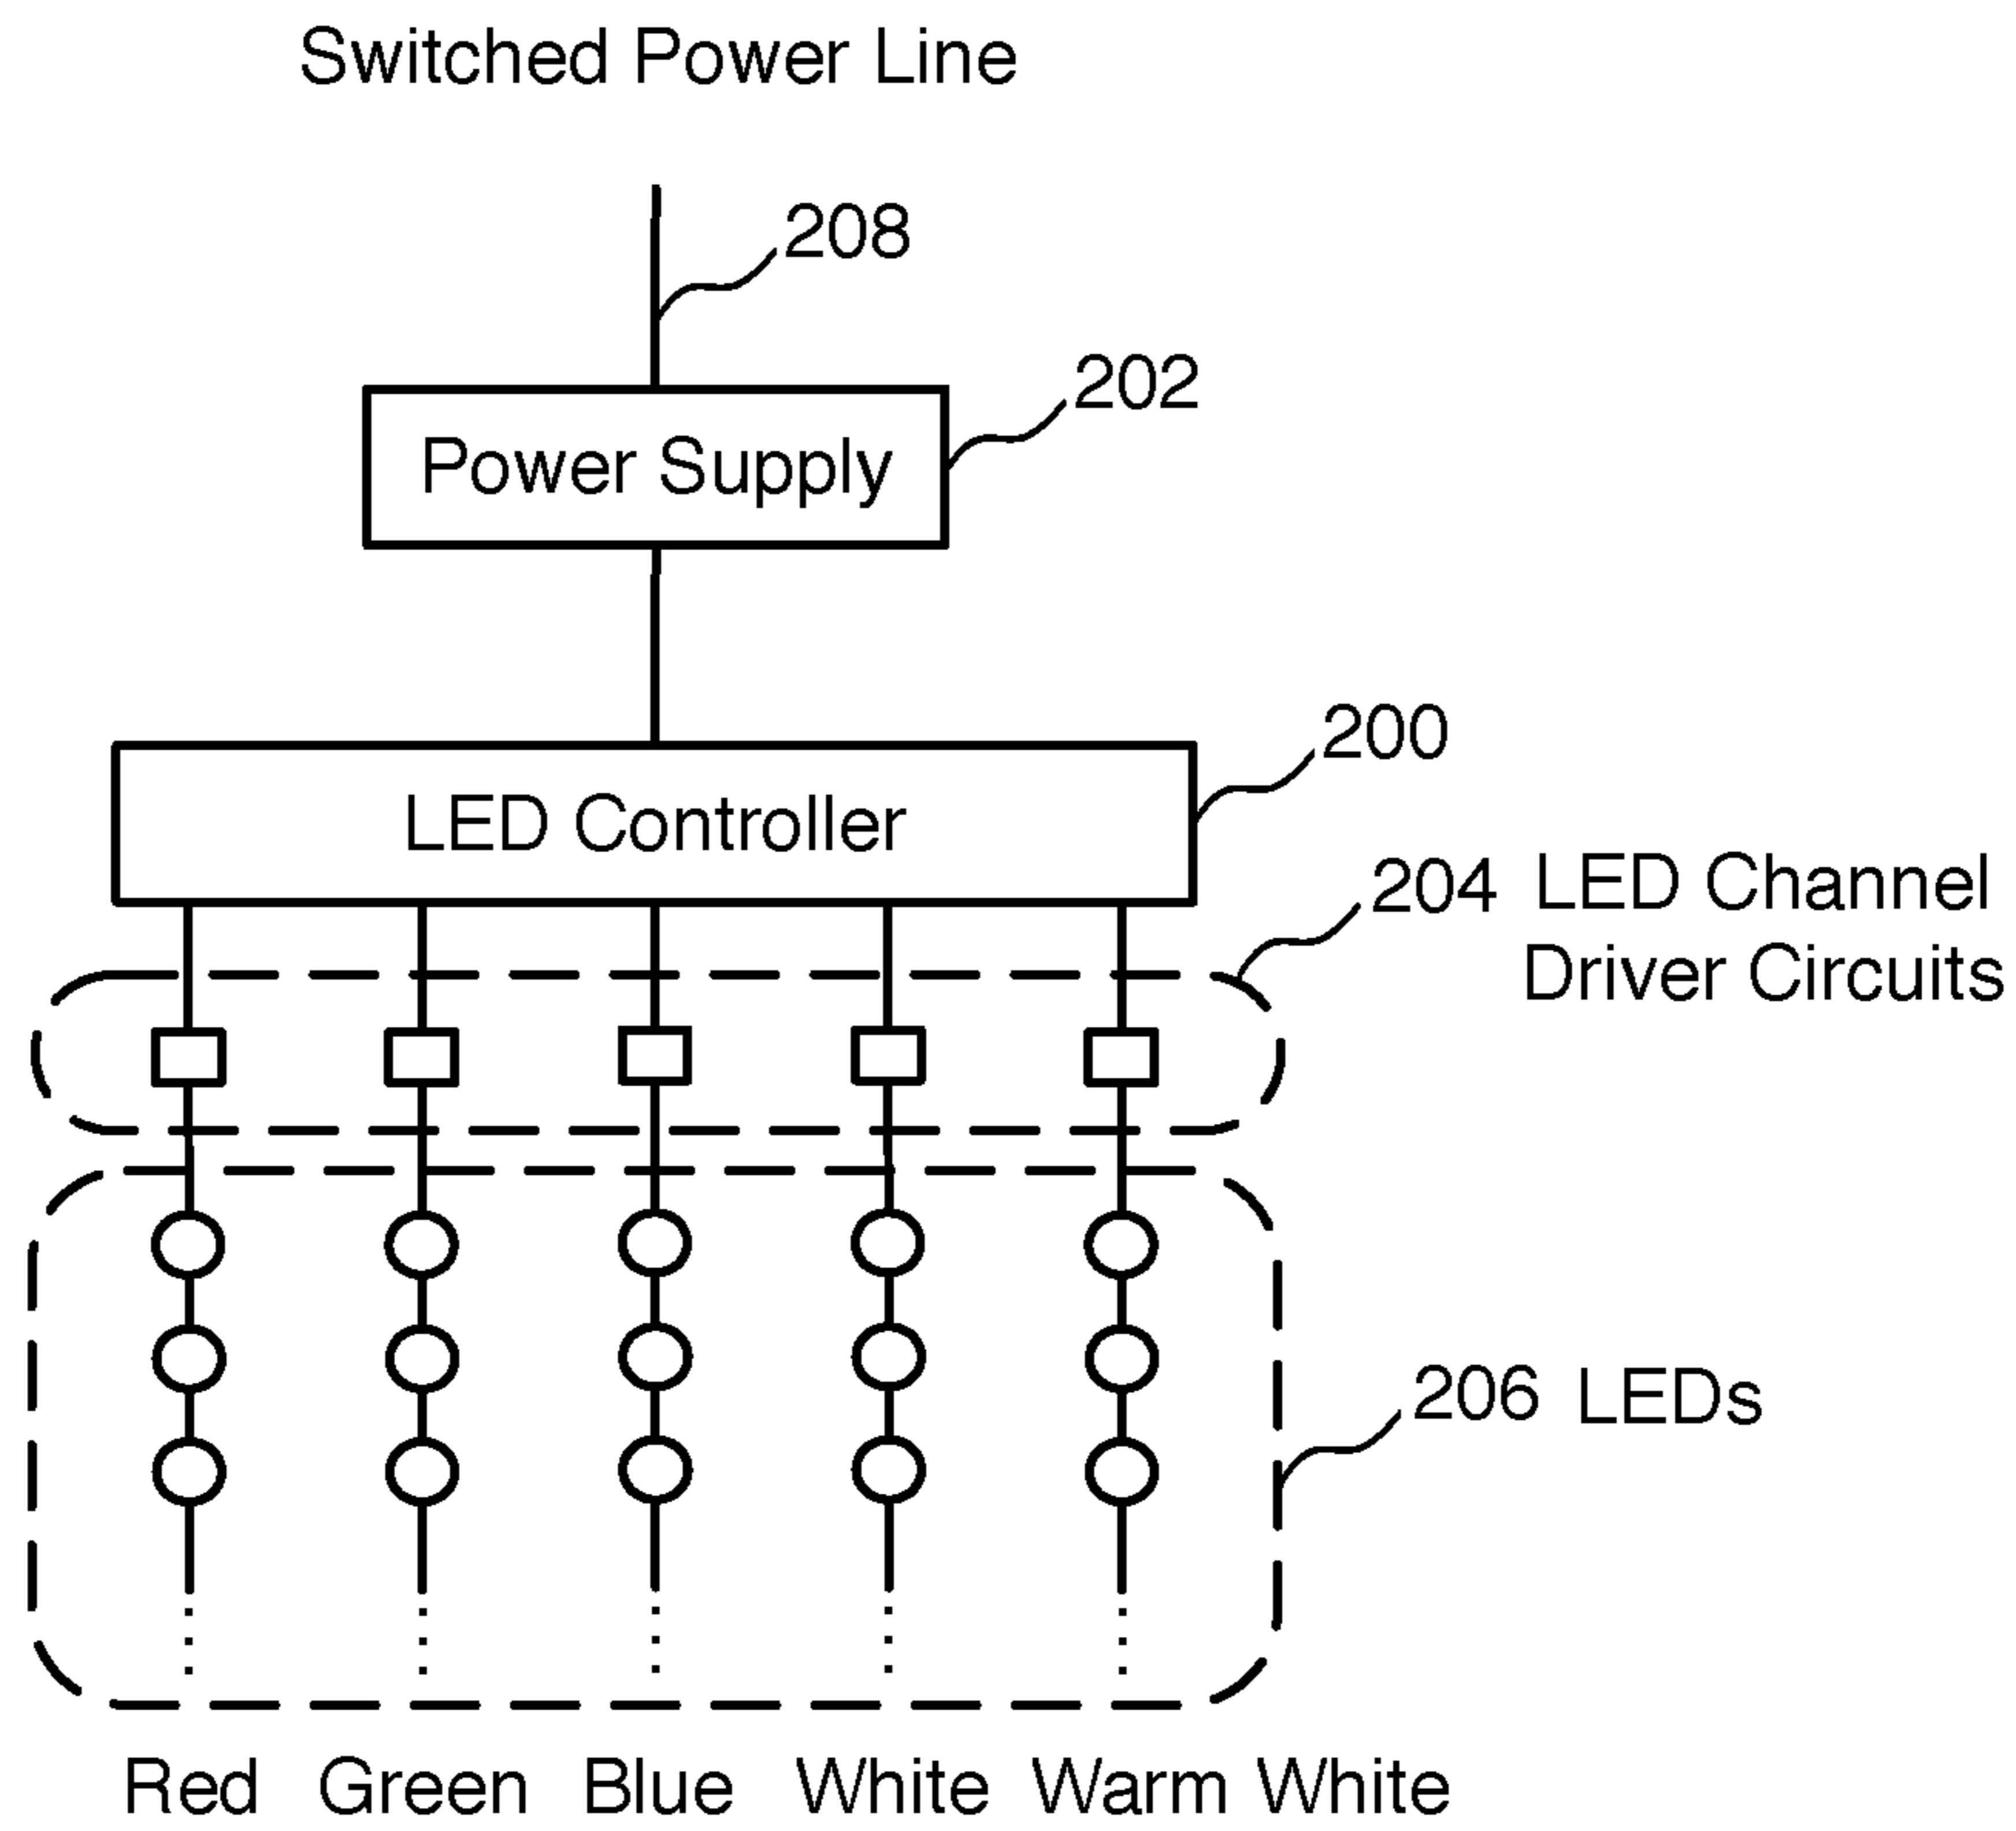 Switched Power Line
208
202
Power Supply
200
LED Controller
204 LED Channel
Driver Circuits
206 LEDs
Red Green Blue White Warm White